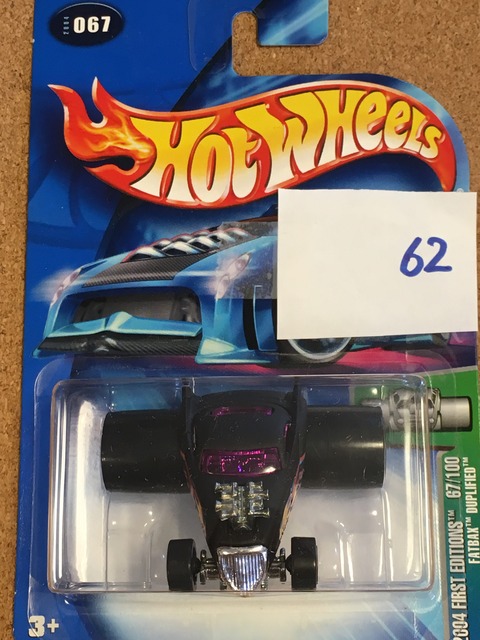 2004 067
HOT WHEELS
62
3+
2004 FIRST EDITIONS™ 67/100
FATBAX™ DUPLIFIED™